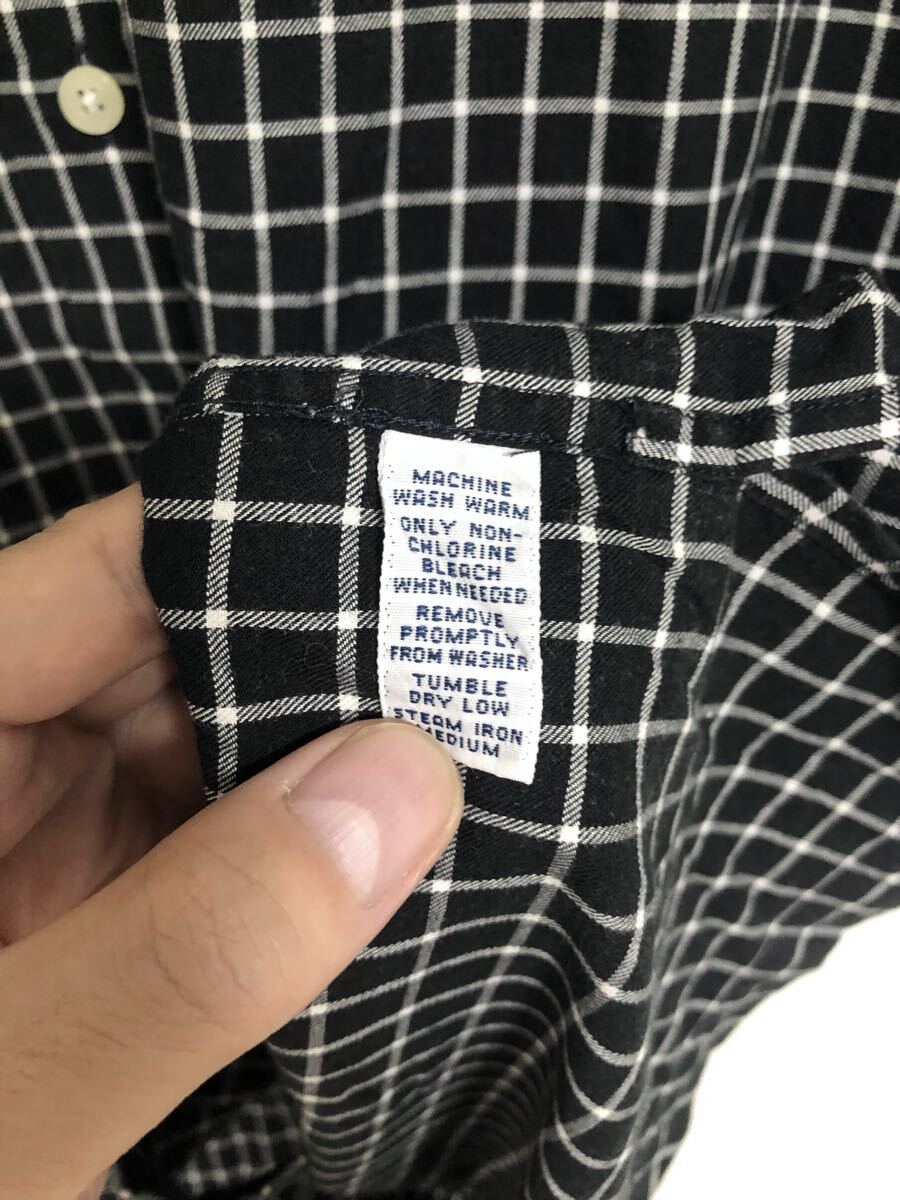 MACHINE
WASH WARM
ONLY NON-
CHLORINE
BLEACH
WHEN NEEDED
REMOVE
PROMPTLY
FROM WASHER
TUMBLE
DRY LOW
STEAM IRON
MEDIUM